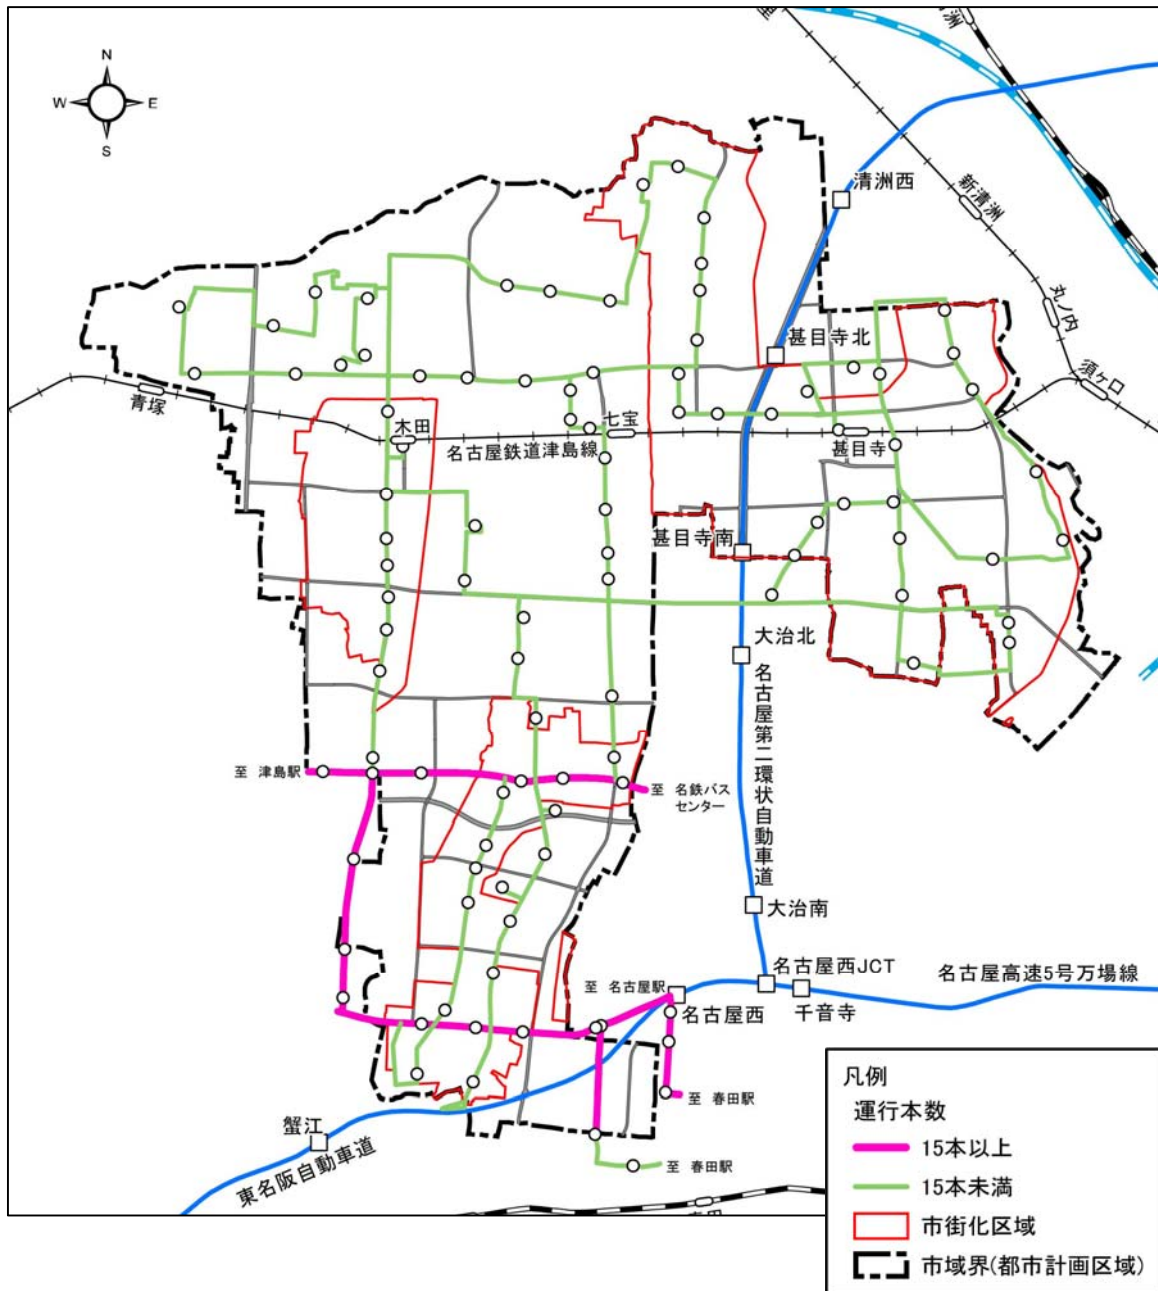 N
W
E
S
清洲西
新清洲
丸ノ内
須ヶ口
甚目寺北
青塚
木田
七宝
名古屋鉄道津島線
甚目寺
甚目寺南
大治北
名古屋第二環状自動車道
至 津島駅
至 名鉄バス
センター
大治南
名古屋西JCT
名古屋高速5号万場線
至 名古屋駅
名古屋西
千音寺
至 春田駅
蟹江
東名阪自動車道
至 春田駅
凡例
運行本数
15本以上
15本未満
市街化区域
市域界(都市計画区域)